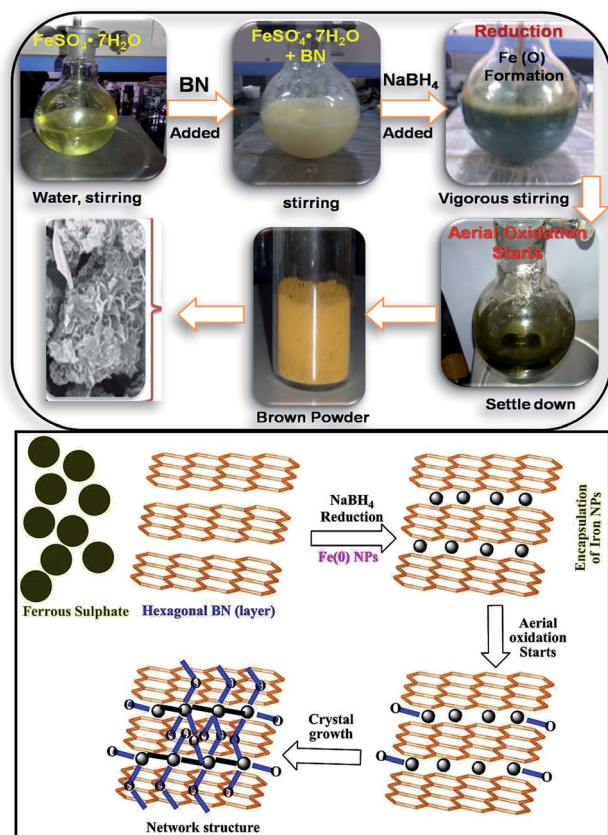 FeSO₄• 7H₂O
BN
Added
Water, stirring
FeSO₄• 7H₂O
+ BN
NaBH₄
Added
stirring
Reduction
Fe (O)
Formation
Vigorous stirring
Aerial Oxidation
Starts
Settle down
Brown Powder
Ferrous Sulphate
Hexagonal BN (layer)
NaBH₄
Reduction
Fe(0) NPs
Encapsulation
of Iron NPs
Aerial
oxidation
Starts
O
O
O
O
Crystal
growth
O
O
O
O
O
O
O
O
O
O
O
O
O
O
Network structure